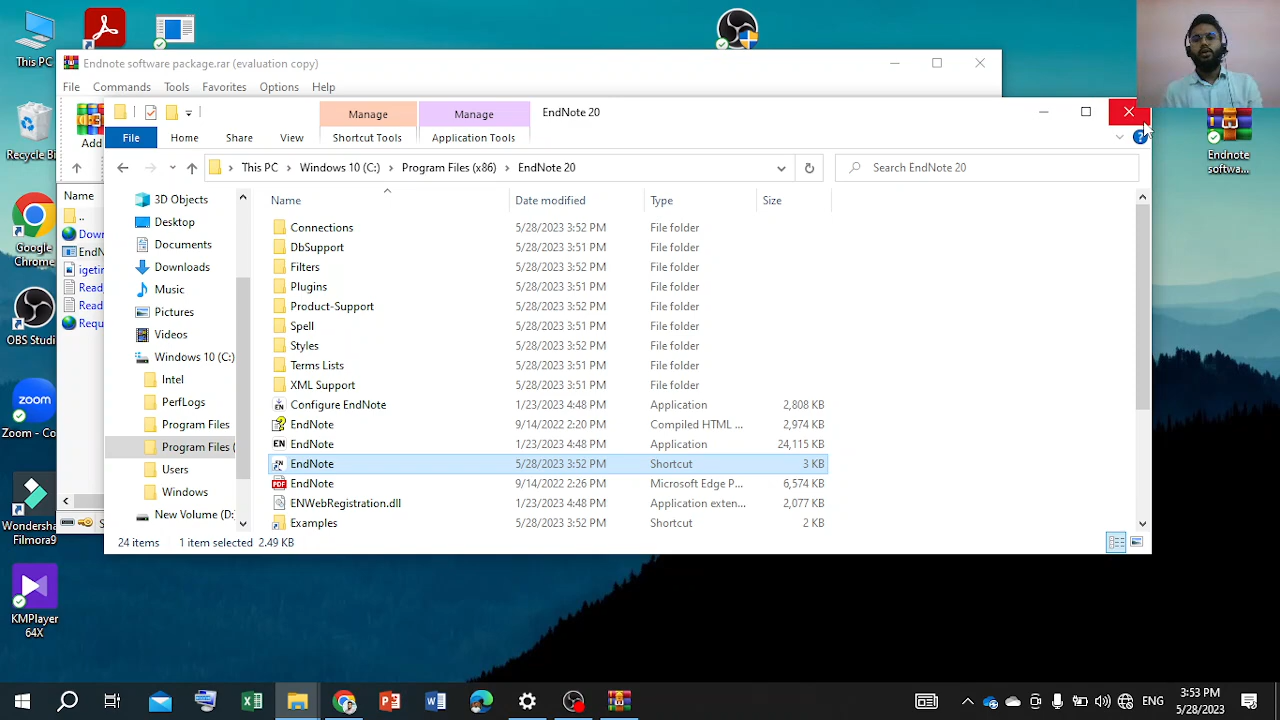 This PC
Endnote software package.rar (evaluation copy)
File Commands Tools Favorites Options Help
Add
Manage Manage EndNote 20
File Home Share View Shortcut Tools Application Tools
Recycle Bi
This PC Windows 10 (C:) Program Files (x86) EndNote 20
Search EndNote 20
Endnote
softwa...
Name
..
Down
EndN
igetin
Read
Read
Requ
3D Objects
Desktop
Documents
Downloads
Music
Pictures
Videos
Windows 10 (C:)
Intel
PerfLogs
Program Files
Program Files (
Users
Windows
New Volume (D:
Name Date modified Type Size
Connections 5/28/2023 3:52 PM File folder
DbSupport 5/28/2023 3:51 PM File folder
Filters 5/28/2023 3:52 PM File folder
Plugins 5/28/2023 3:51 PM File folder
Product-Support 5/28/2023 3:52 PM File folder
Spell 5/28/2023 3:51 PM File folder
Styles 5/28/2023 3:52 PM File folder
Terms Lists 5/28/2023 3:51 PM File folder
XML Support 5/28/2023 3:51 PM File folder
Configure EndNote 1/23/2023 4:48 PM Application 2,808 KB
EndNote 9/14/2022 2:20 PM Compiled HTML ... 2,974 KB
EndNote 1/23/2023 4:48 PM Application 24,115 KB
EndNote 5/28/2023 3:52 PM Shortcut 3 KB
EndNote 9/14/2022 2:26 PM Microsoft Edge P... 6,574 KB
ENWebRegistration.dll 1/23/2023 4:48 PM Application exten... 2,077 KB
Examples 5/28/2023 3:52 PM Shortcut 2 KB
24 items 1 item selected 2.49 KB
Google
Chrome
OBS Studi
zoom
Zoom - Co
Wondersha
Filmora9
KMPlayer
64X
ENG
3:53 PM
5/28/2023